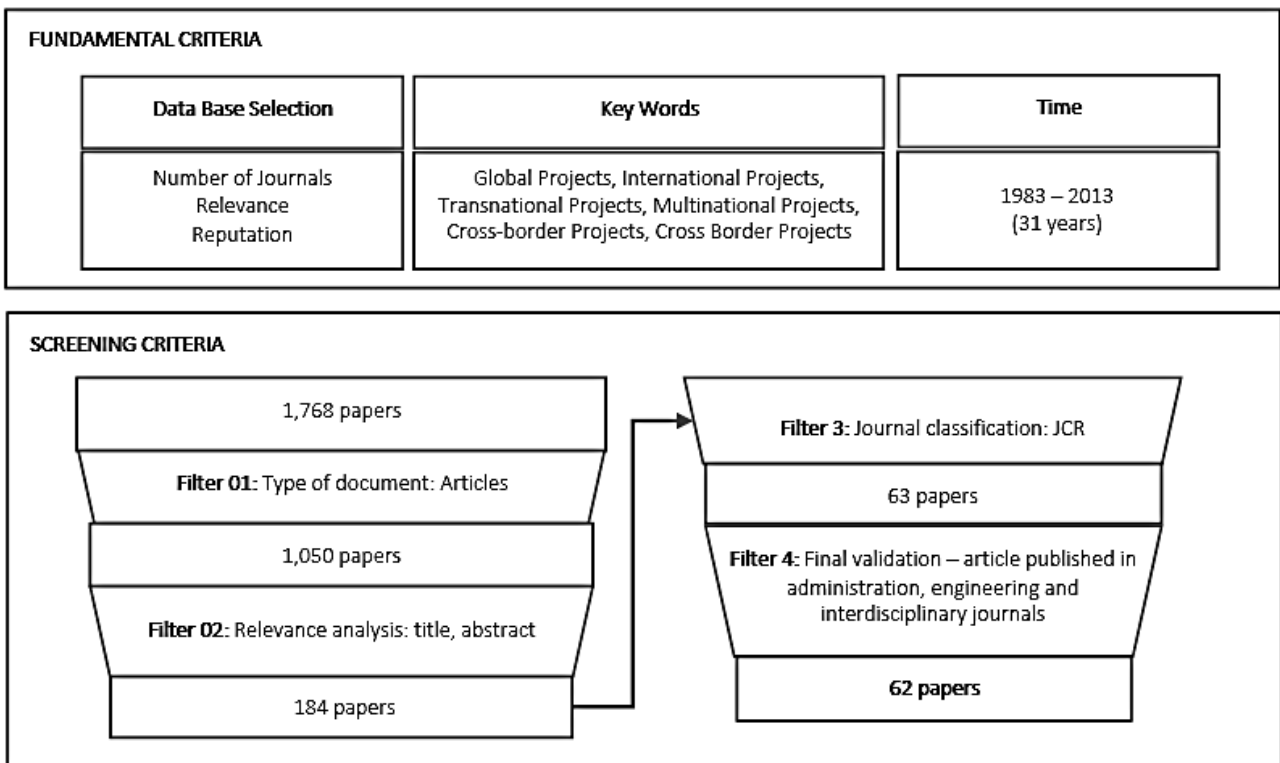 FUNDAMENTAL CRITERIA
Data Base Selection
Key Words
Time
Number of Journals
Relevance
Reputation
Global Projects, International Projects,
Transnational Projects, Multinational Projects,
Cross-border Projects, Cross Border Projects
1983 – 2013
(31 years)
SCREENING CRITERIA
1,768 papers
Filter 01: Type of document: Articles
1,050 papers
Filter 02: Relevance analysis: title, abstract
184 papers
Filter 3: Journal classification: JCR
63 papers
Filter 4: Final validation – article published in
administration, engineering and
interdisciplinary journals
62 papers